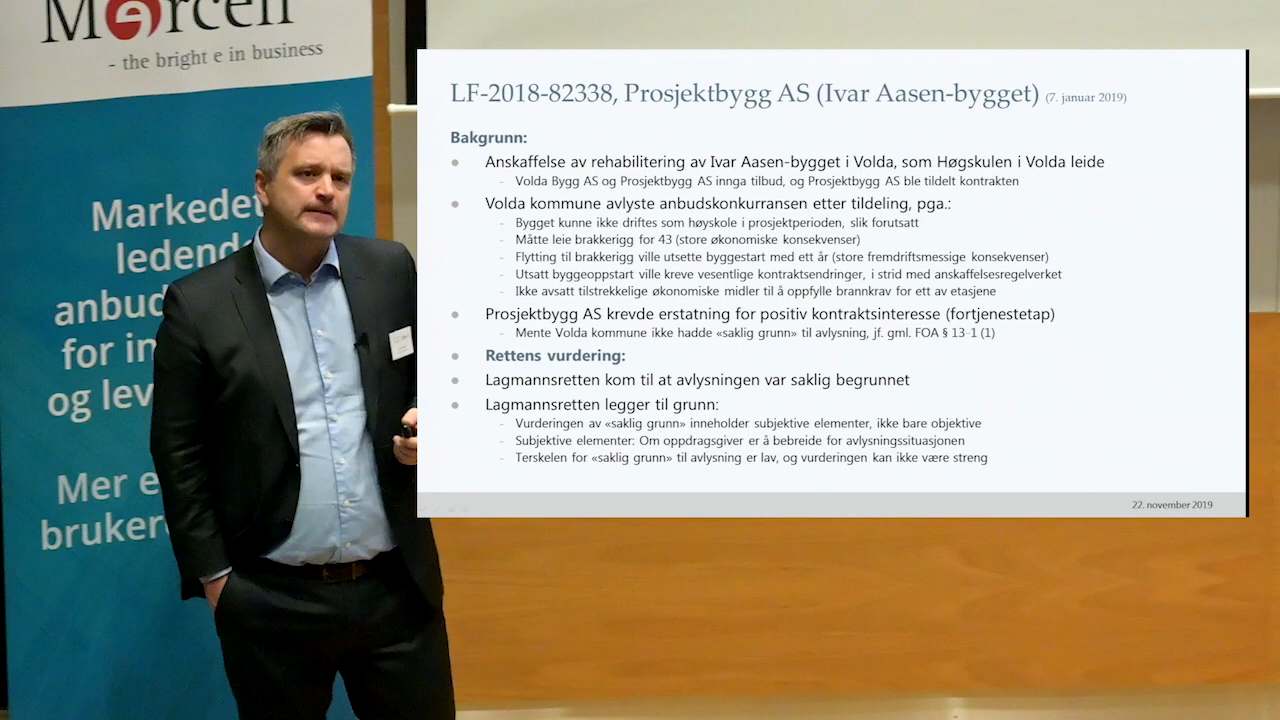 Mercell
- the bright e in business
Markedet
ledende
anbud
for in
og lev
Mer e
brukere
LF-2018-82338, Prosjektbygg AS (Ivar Aasen-bygget) (7. januar 2019)
Bakgrunn:
Anskaffelse av rehabilitering av Ivar Aasen-bygget i Volda, som Høgskulen i Volda leide
- Volda Bygg AS og Prosjektbygg AS innga tilbud, og Prosjektbygg AS ble tildelt kontrakten
Volda kommune avlyste anbudskonkurransen etter tildeling, pga.:
- Bygget kunne ikke driftes som høyskole i prosjektperioden, slik forutsatt
- Måtte leie brakkerigg for 43 (store økonomiske konsekvenser)
- Flytting til brakkerigg ville utsette byggestart med ett år (store fremdriftsmessige konsekvenser)
- Utsatt byggeoppstart ville kreve vesentlige kontraktsendringer, i strid med anskaffelsesregelverket
- Ikke avsatt tilstrekkelige økonomiske midler til å oppfylle brannkrav for ett av etasjene
Prosjektbygg AS krevde erstatning for positiv kontraktsinteresse (fortjenestetap)
- Mente Volda kommune ikke hadde «saklig grunn» til avlysning, jf. gml. FOA § 13-1 (1)
Rettens vurdering:
Lagmannsretten kom til at avlysningen var saklig begrunnet
Lagmannsretten legger til grunn:
- Vurderingen av «saklig grunn» inneholder subjektive elementer, ikke bare objektive
- Subjektive elementer: Om oppdragsgiver er å bebreide for avlysningssituasjonen
- Terskelen for «saklig grunn» til avlysning er lav, og vurderingen kan ikke være streng
22. november 2019